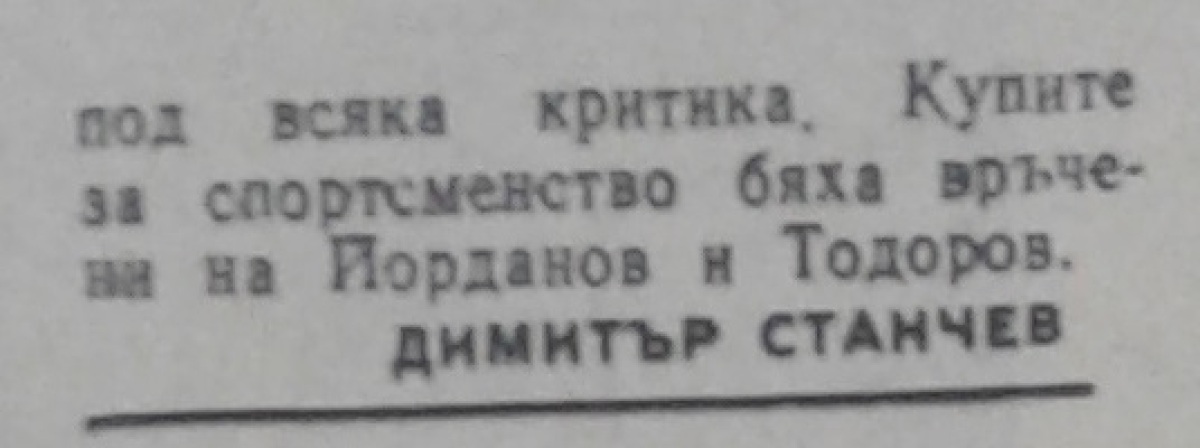 под всяка критика. Купите
за спортсменство бяха връче-
ни на Йорданов и Тодоров.
ДИМИТЪР СТАНЧЕВ